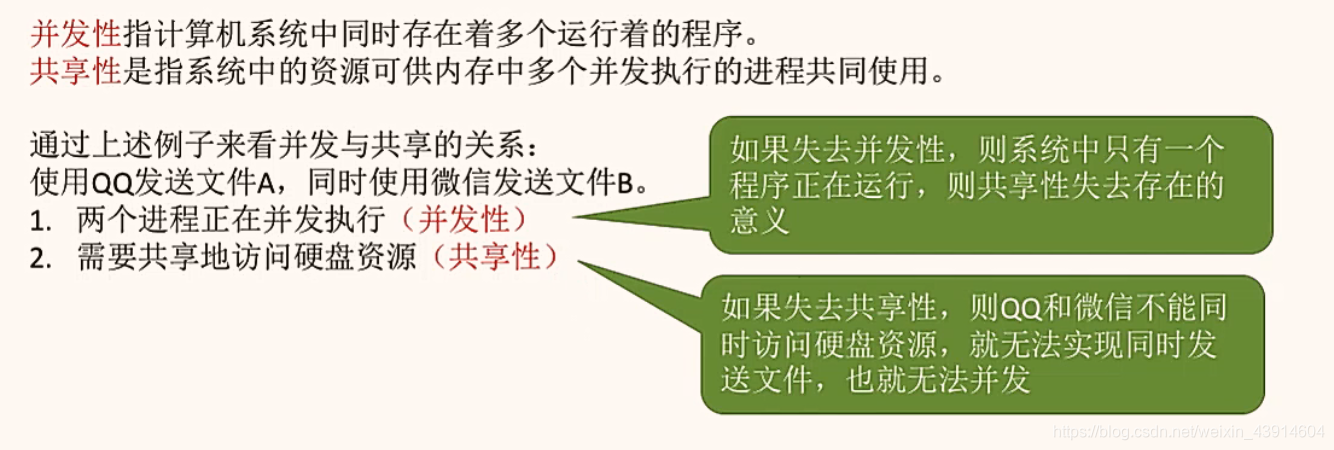 并发性指计算机系统中同时存在着多个运行着的程序。
共享性是指系统中的资源可供内存中多个并发执行的进程共同使用。
通过上述例子来看并发与共享的关系：
使用QQ发送文件A，同时使用微信发送文件B。
1. 两个进程正在并发执行（并发性）
2. 需要共享地访问硬盘资源（共享性）
如果失去并发性，则系统中只有一个
程序正在运行，则共享性失去存在的
意义
如果失去共享性，则QQ和微信不能同
时访问硬盘资源，就无法实现同时发
送文件，也就无法并发
https://blog.csdn.net/weixin_43914604